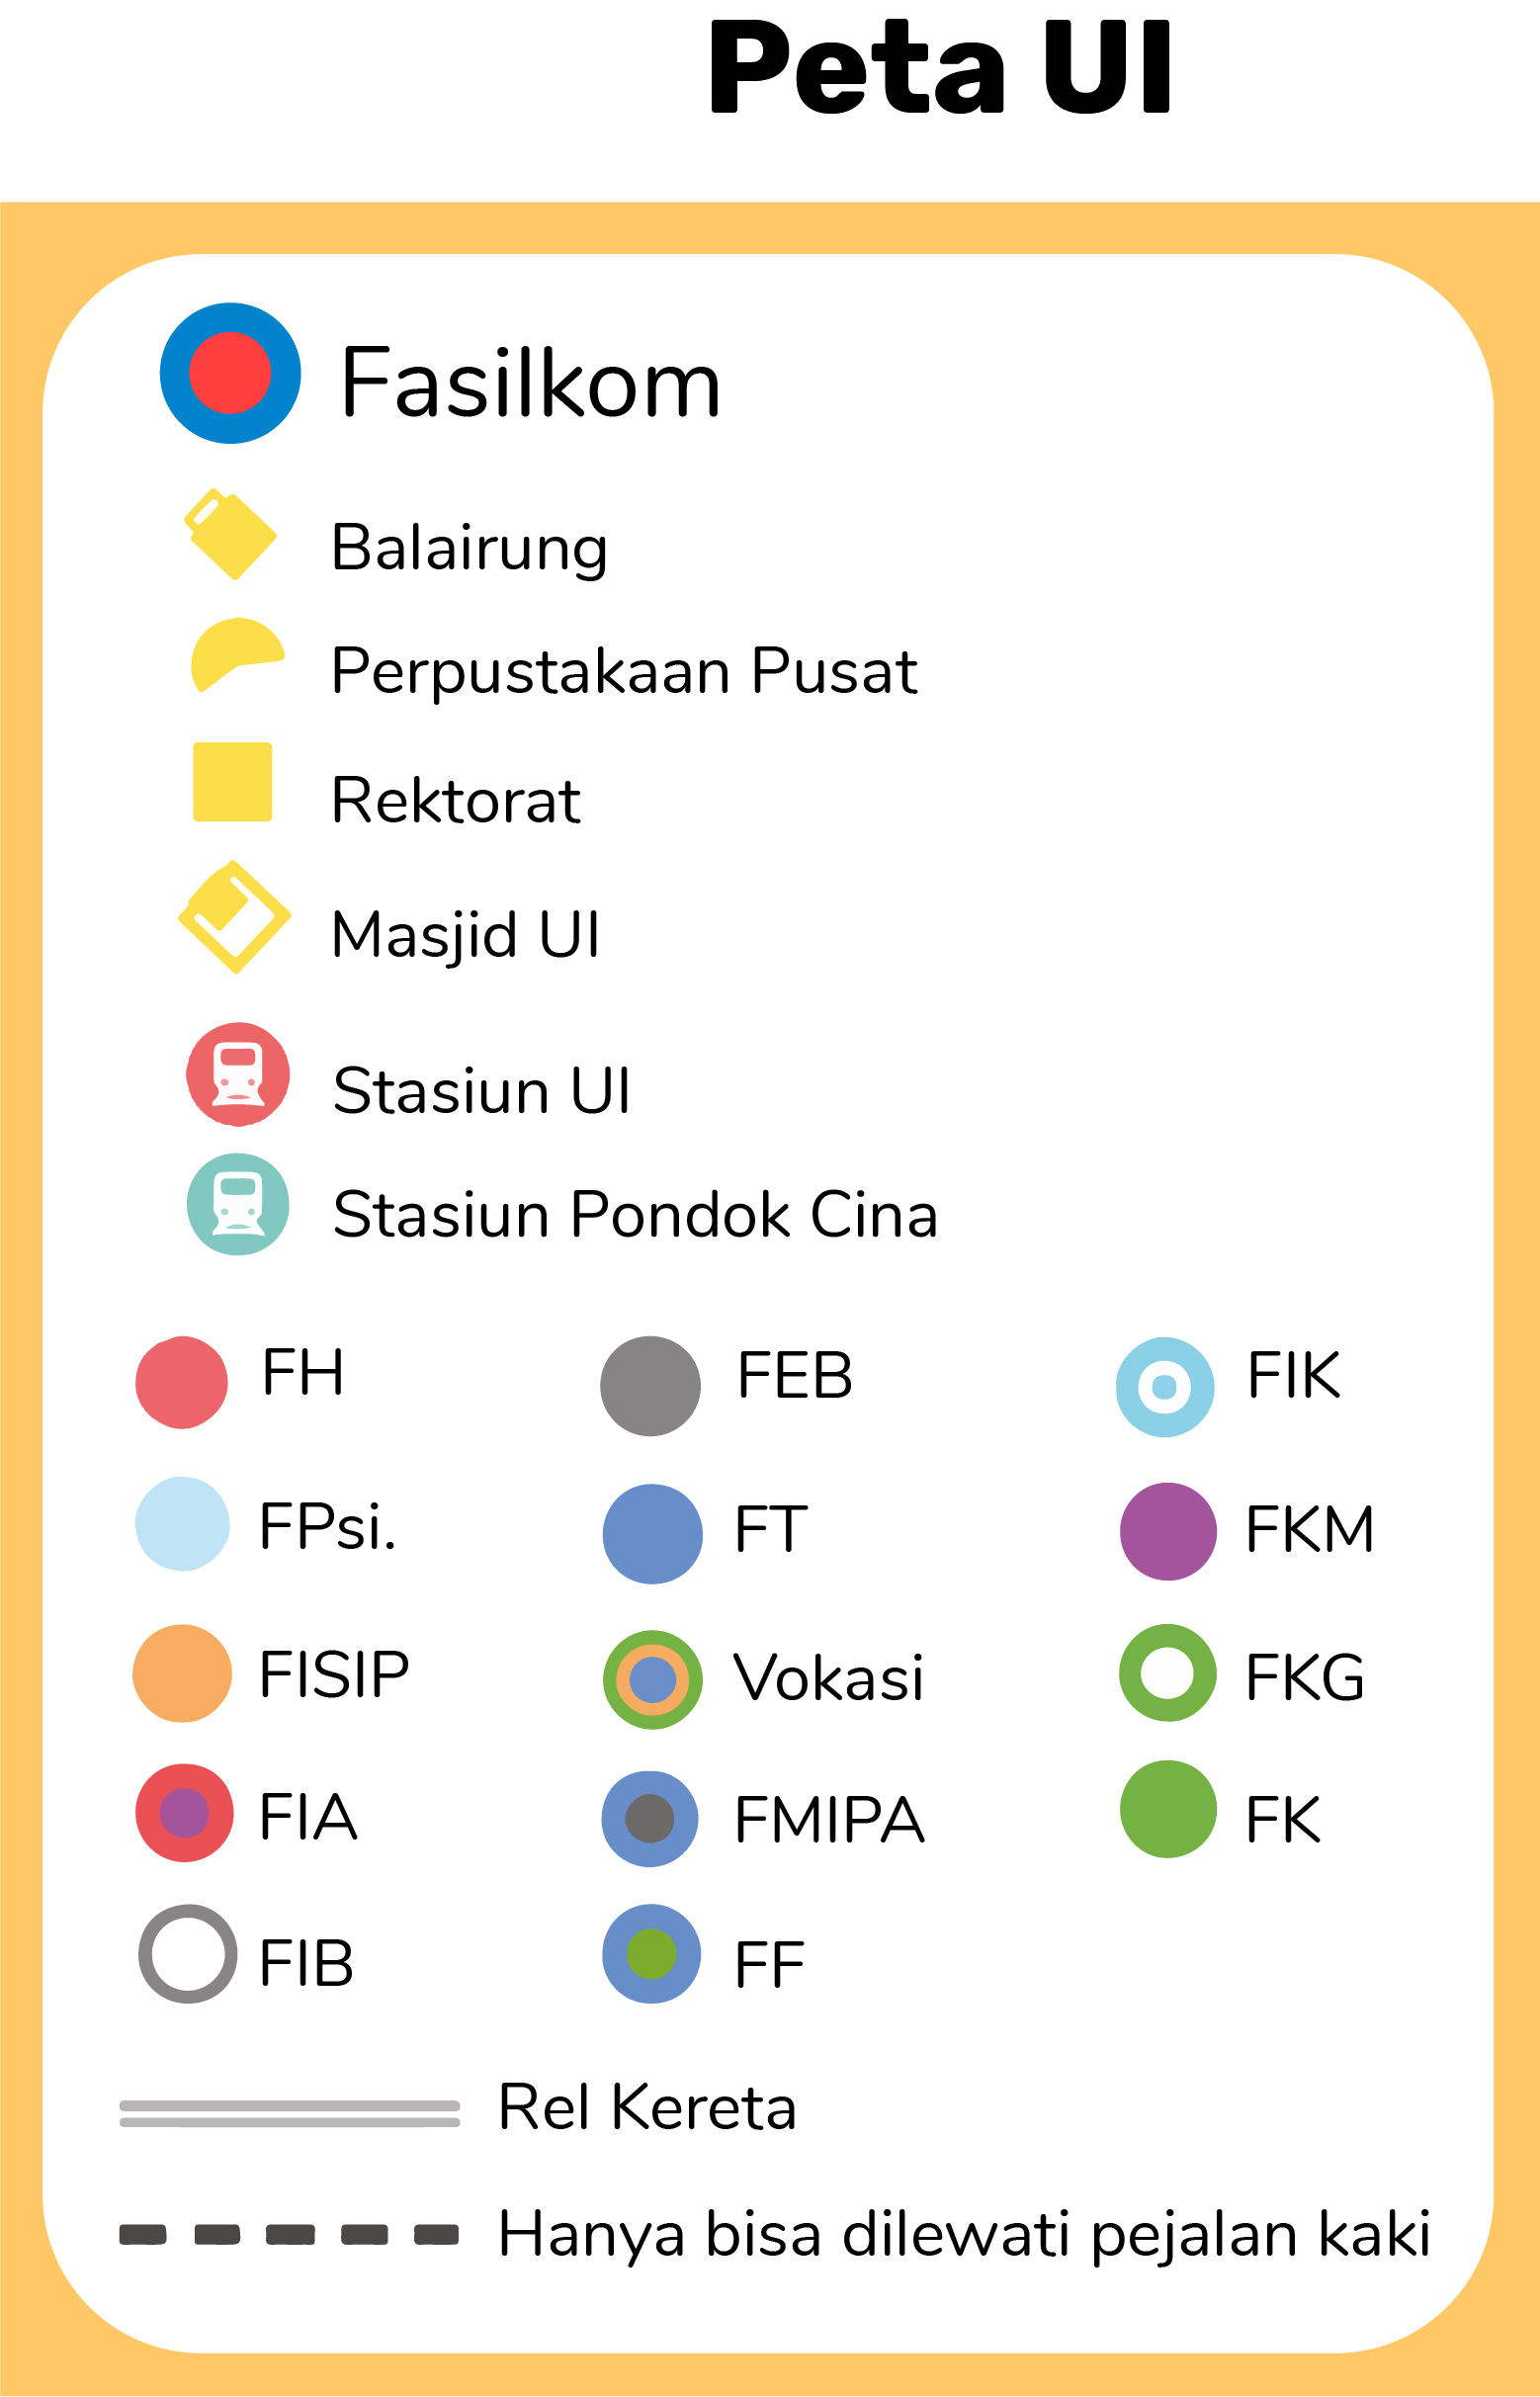 Peta UI
Fasilkom
Balairung
Perpustakaan Pusat
Rektorat
Masjid UI
Stasiun UI
Stasiun Pondok Cina
FH
FEB
FIK
FPsi.
FT
FKM
FISIP
Vokasi
FKG
FIA
FMIPA
FK
FIB
FF
Rel Kereta
Hanya bisa dilewati pejalan kaki